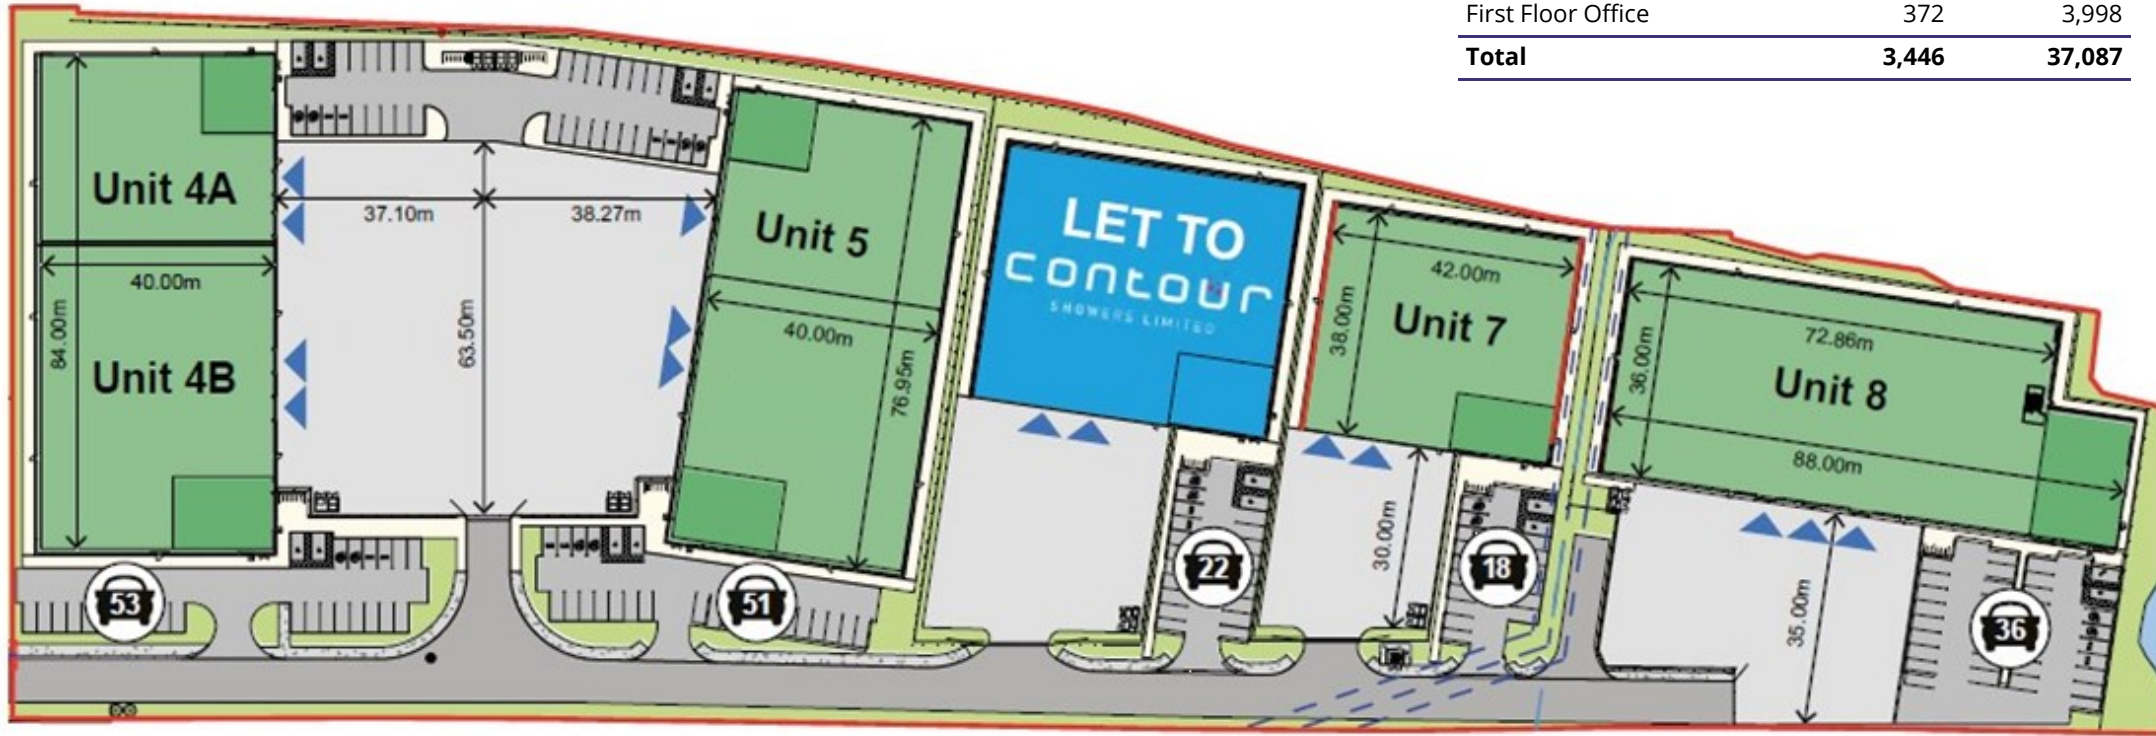 First Floor Office 372 3,998
Total 3,446 37,087
Unit 4A
37.10m
38.27m
40.00m
84.00m
63.50m
Unit 4B
Unit 5
40.00m
76.95m
LET TO
contour
SHOWERS LIMITED
42.00m
38.00m
Unit 7
30.00m
72.86m
36.00m
Unit 8
88.00m
35.00m
53
51
22
18
36